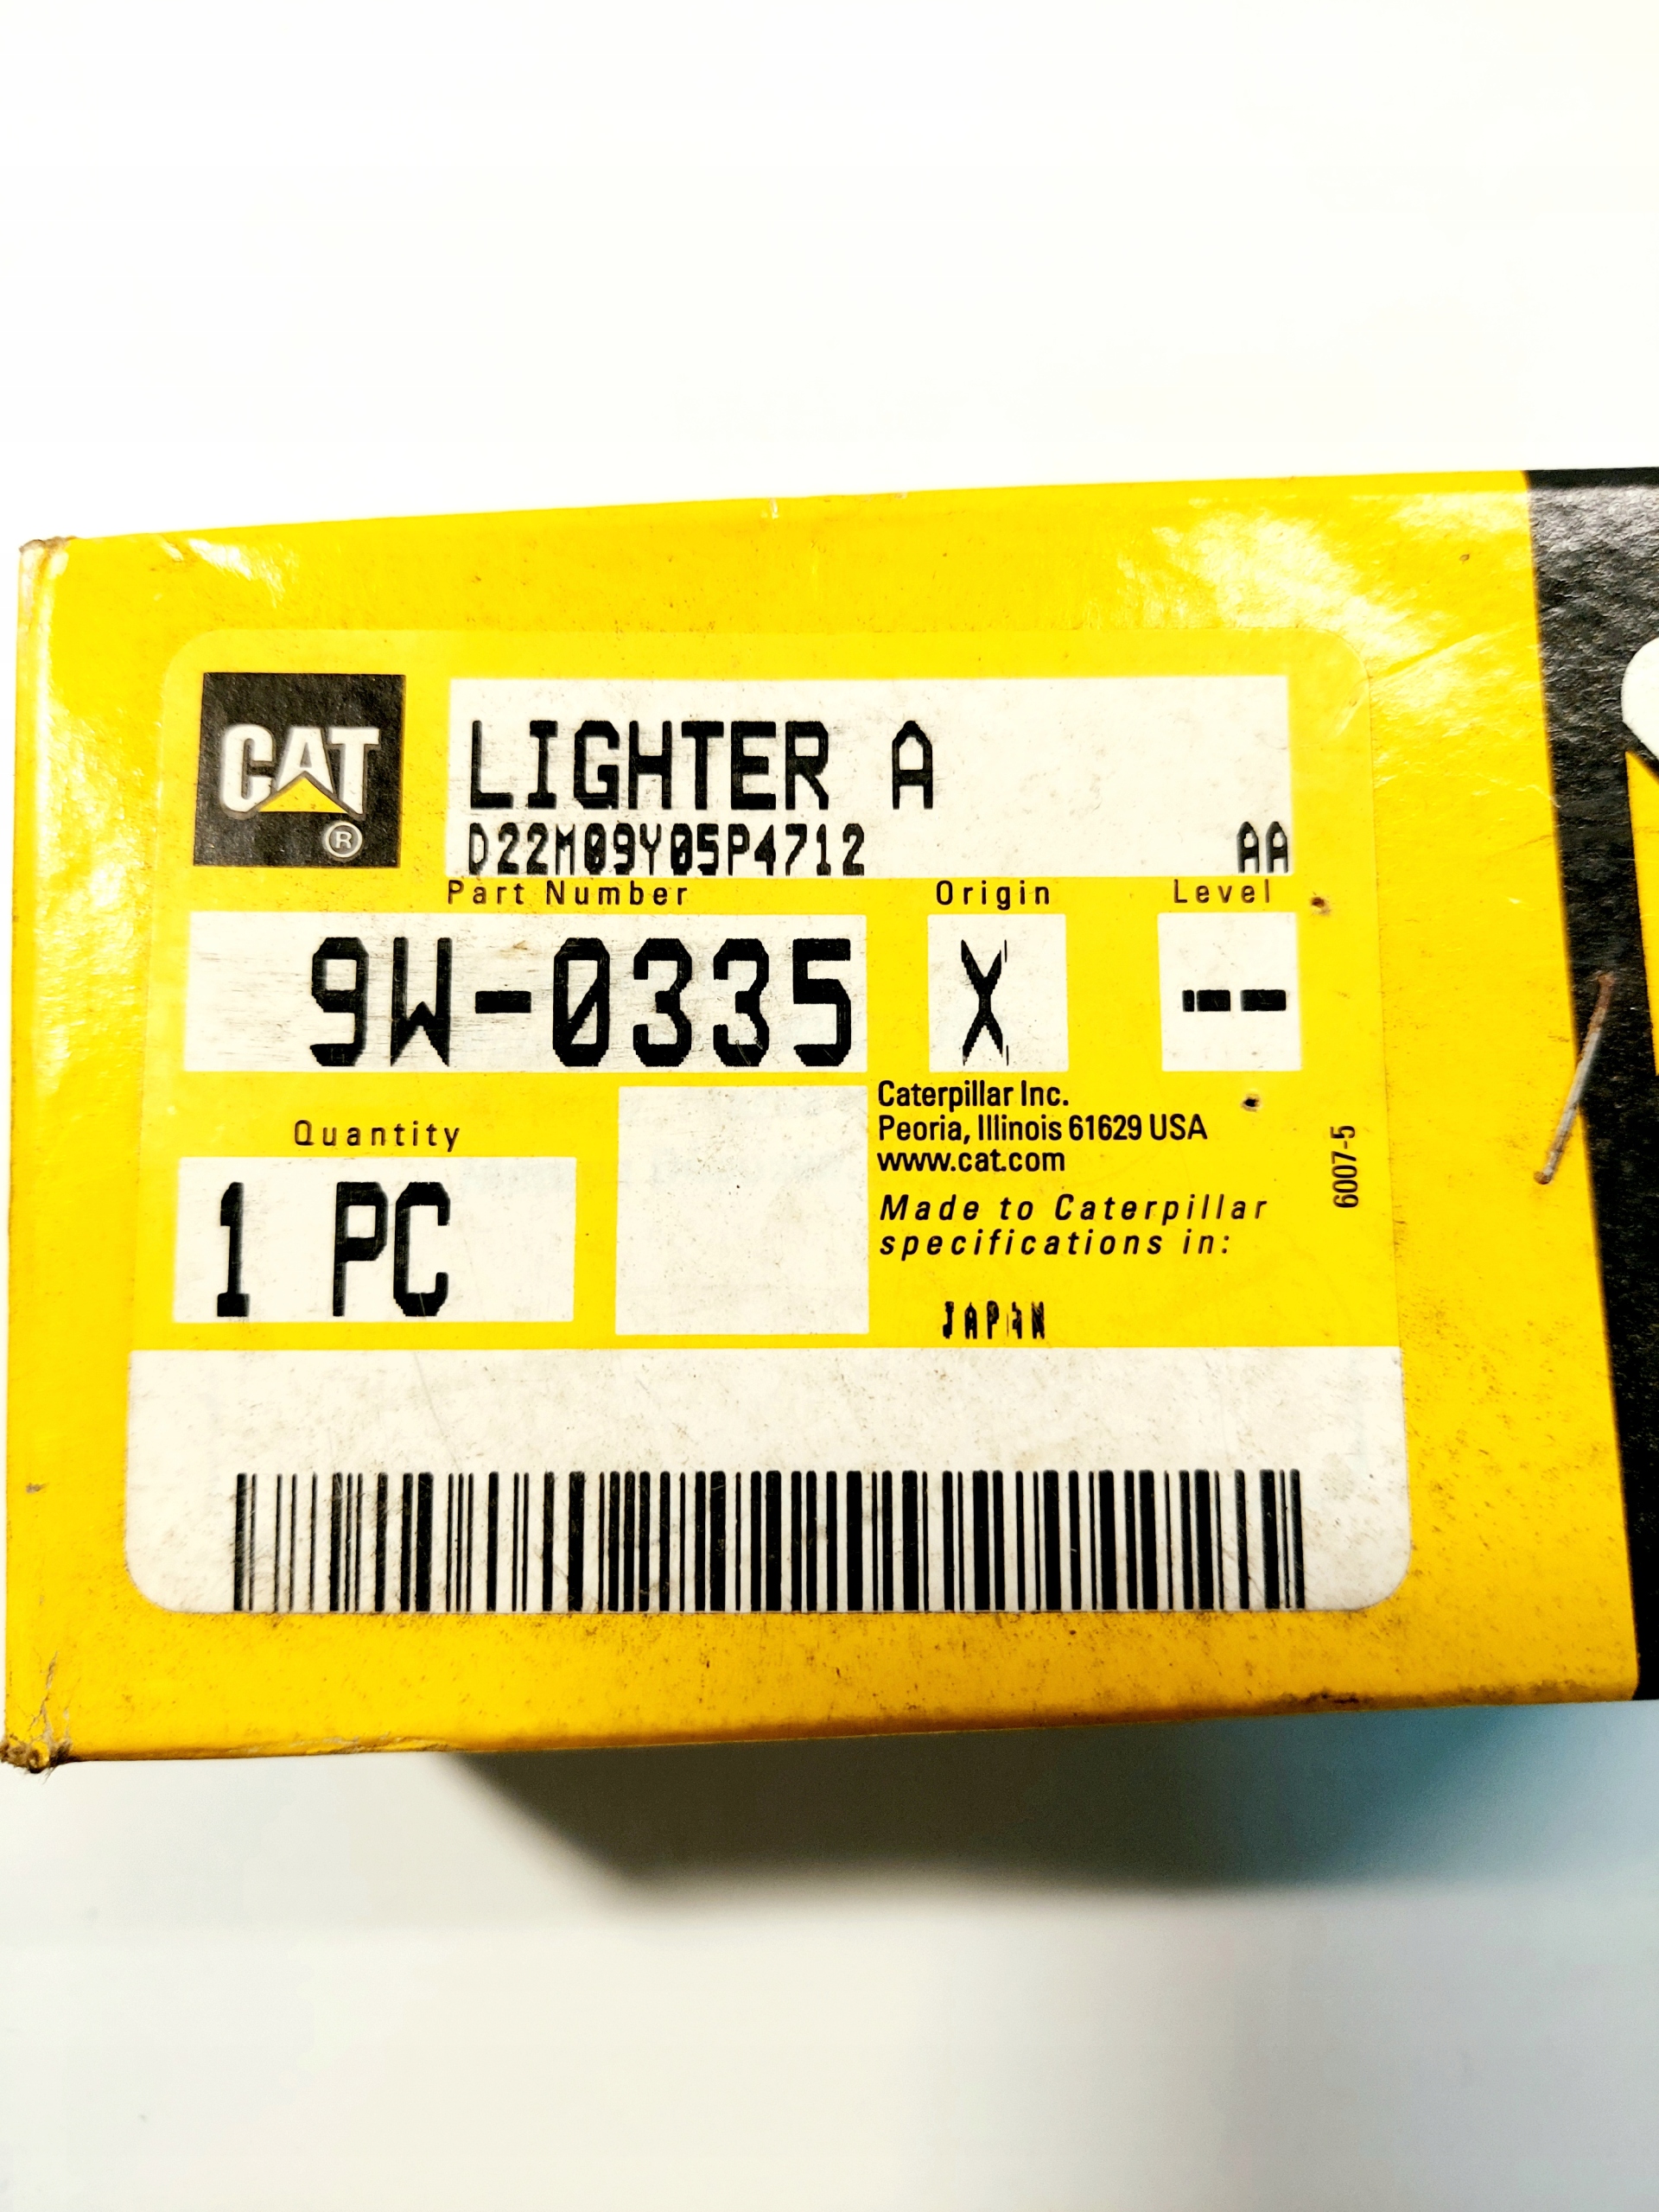 CAT
®
LIGHTER A
D22M09Y05P4712 AA
Part Number Origin Level
9W-0335 X --
Quantity
1 PC
Caterpillar Inc.
Peoria, Illinois 61629 USA
www.cat.com
Made to Caterpillar
specifications in:
JAPAN
6007-5